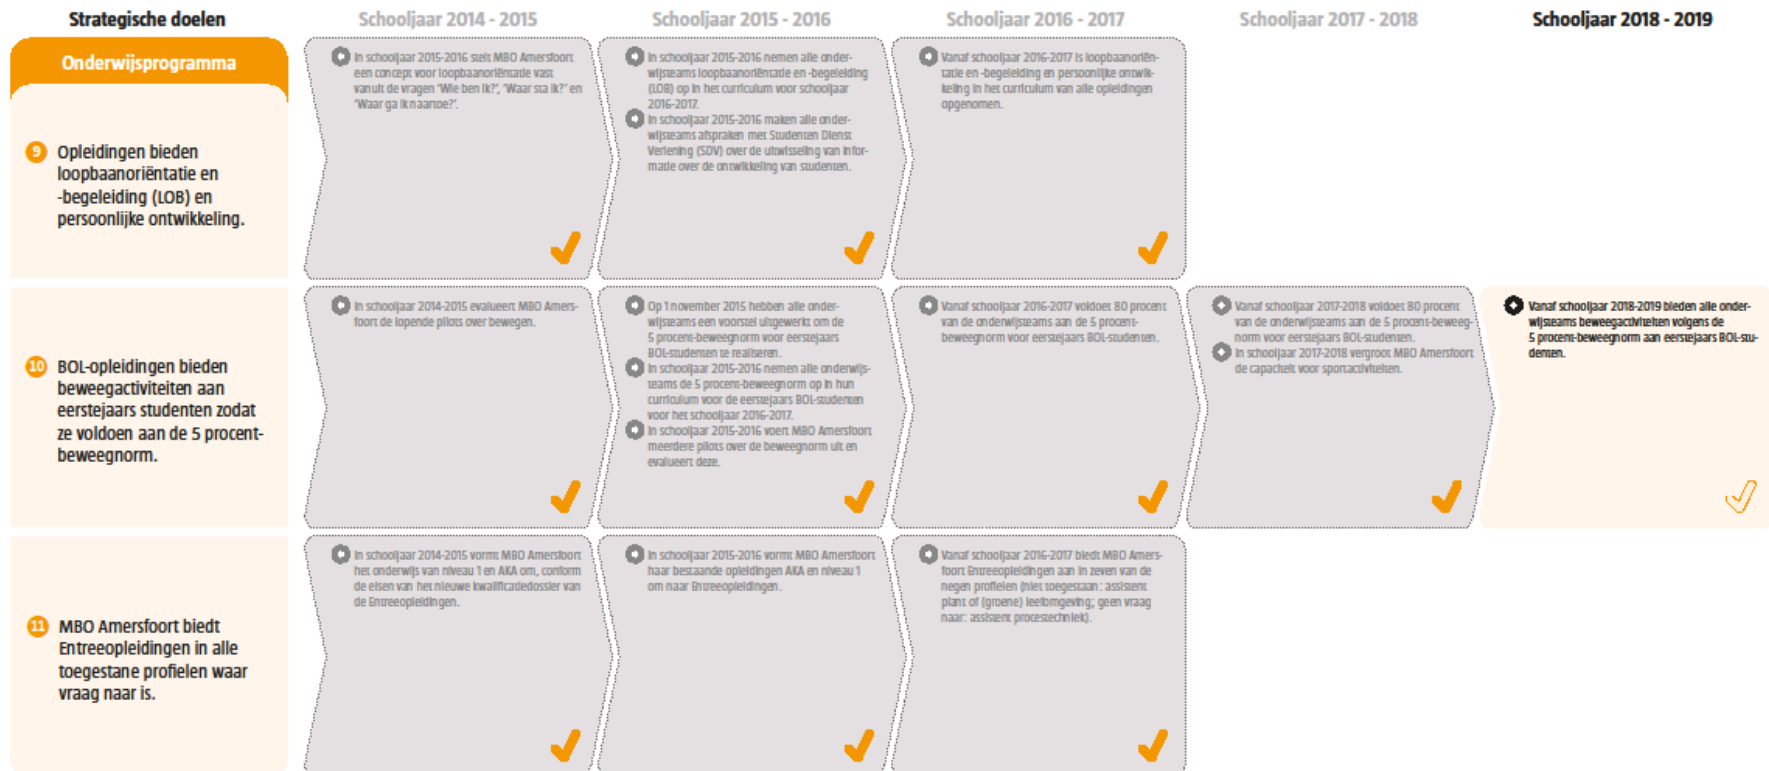 Strategische doelen
Schooljaar 2014 - 2015
Schooljaar 2015 - 2016
Schooljaar 2016 - 2017
Schooljaar 2017 - 2018
Schooljaar 2018 - 2019
Onderwijsprogramma
9 Opleidingen bieden
loopbaanoriëntatie en
-begeleiding (LOB) en
persoonlijke ontwikkeling.
In schooljaar 2015-2016 stelt MBO Amersfoort
een concept voor loopbaanoriëntatie vast
vanuit de vragen 'Wie ben ik?', 'Waar sta ik?' en
'Waar ga ik naartoe?'.
In schooljaar 2015-2016 nemen alle onder-
wijsteams loopbaanoriëntatie en -begeleiding
(LOB) op in het curriculum voor schooljaar
2016-2017.
In schooljaar 2015-2016 maken alle onder-
wijsteams afspraken met Studenten Dienst
Verlening (SDV) over de uitwisseling van infor-
matie over de ontwikkeling van studenten.
Vanaf schooljaar 2016-2017 is loopbaanoriën-
tatie en -begeleiding en persoonlijke ontwik-
keling in het curriculum van alle opleidingen
opgenomen.
10 BOL-opleidingen bieden
beweegactiviteiten aan
eerstejaars studenten zodat
ze voldoen aan de 5 procent-
beweegnorm.
In schooljaar 2014-2015 evalueert MBO Amers-
foort de lopende pilots over bewegen.
Op 1 november 2015 hebben alle onder-
wijsteams een voorstel uitgewerkt om de
5 procent-beweegnorm voor eerstejaars
BOL-studenten te realiseren.
In schooljaar 2015-2016 nemen alle onderwijs-
teams de 5 procent-beweegnorm op in hun
curriculum voor de eerstejaars BOL-studenten
voor het schooljaar 2016-2017.
In schooljaar 2015-2016 voert MBO Amersfoort
meerdere pilots over de beweegnorm uit en
evalueert deze.
Vanaf schooljaar 2016-2017 voldoet 80 procent
van de onderwijsteams aan de 5 procent-
beweegnorm voor eerstejaars BOL-studenten.
Vanaf schooljaar 2017-2018 voldoet 80 procent
van de onderwijsteams aan de 5 procent-beweeg-
norm voor eerstejaars BOL-studenten.
In schooljaar 2017-2018 vergroot MBO Amersfoort
de capaciteit voor sportactiviteiten.
Vanaf schooljaar 2018-2019 bieden alle onder-
wijsteams beweegactiviteiten volgens de
5 procent-beweegnorm aan eerstejaars BOL-stu-
denten.
11 MBO Amersfoort biedt
Entreeopleidingen in alle
toegestane profielen waar
vraag naar is.
In schooljaar 2014-2015 vormt MBO Amersfoort
het onderwijs van niveau 1 en AKA om, conform
de eisen van het nieuwe kwalificatiedossier van
de Entreeopleidingen.
In schooljaar 2015-2016 vormt MBO Amersfoort
haar bestaande opleidingen AKA en niveau 1
om naar Entreeopleidingen.
Vanaf schooljaar 2016-2017 biedt MBO Amers-
foort Entreeopleidingen aan in zeven van de
negen profielen (niet toegestaan: assistent
plant of (groene) leefomgeving; geen vraag
naar: assistent procestechniek).